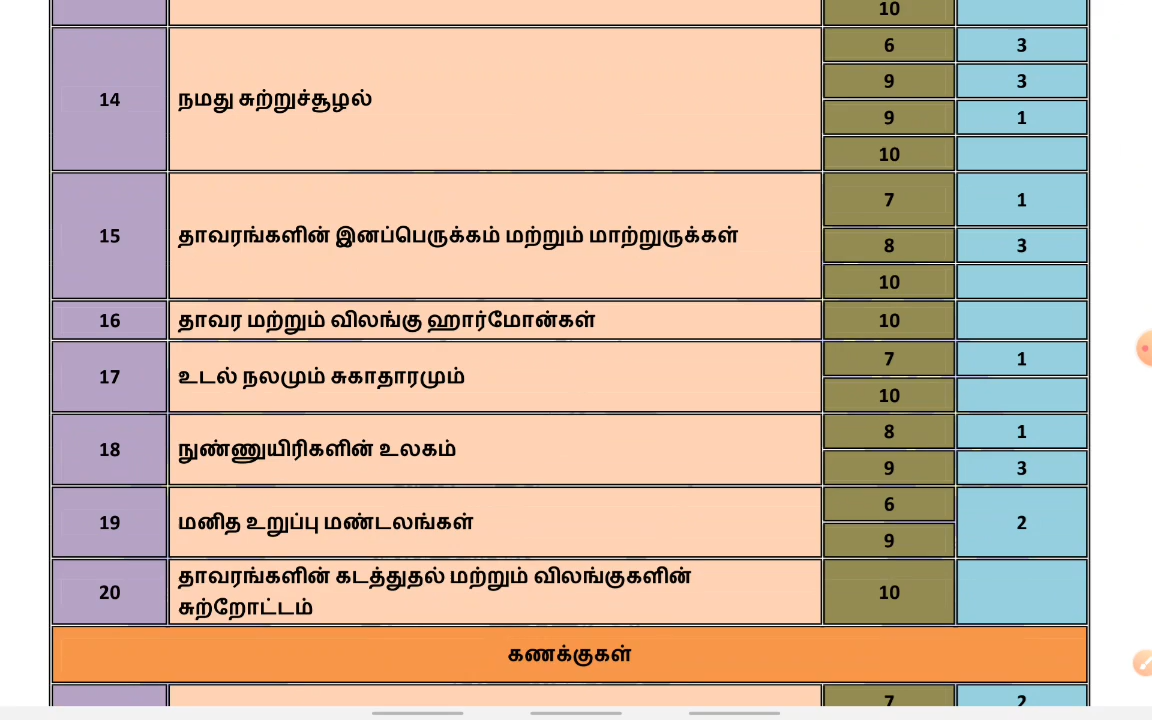 10
14 நமது சுற்றுச்சூழல் 6 3
9 3
9 1
10
15 தாவரங்களின் இனப்பெருக்கம் மற்றும் மாற்றுருக்கள் 7 1
8 3
10
16 தாவர மற்றும் விலங்கு ஹார்மோன்கள் 10
17 உடல் நலமும் சுகாதாரமும் 7 1
10
18 நுண்ணுயிரிகளின் உலகம் 8 1
9 3
19 மனித உறுப்பு மண்டலங்கள் 6 2
9
20 தாவரங்களின் கடத்துதல் மற்றும் விலங்குகளின் 10
சுற்றோட்டம்
கணக்குகள்
7 2